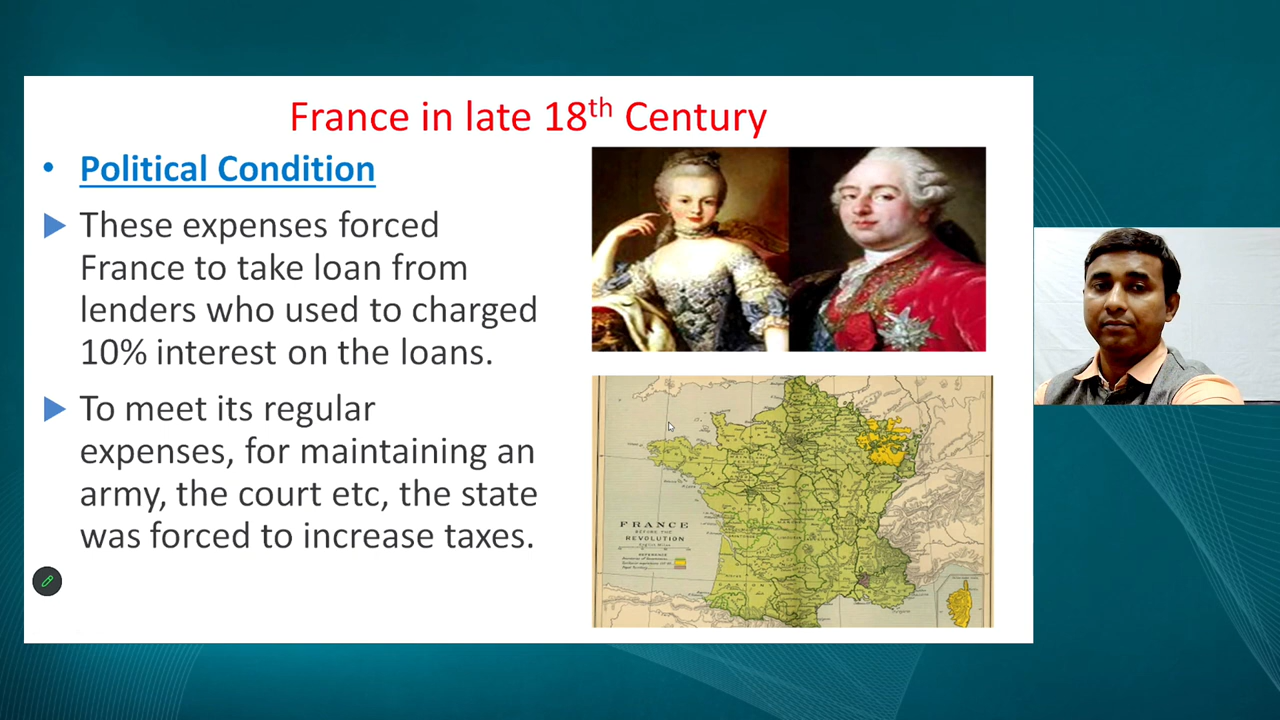 France in late 18th Century
• Political Condition
These expenses forced
France to take loan from
lenders who used to charged
10% interest on the loans.
To meet its regular
expenses, for maintaining an
army, the court etc, the state
was forced to increase taxes.
FRANCE
BEFORE THE
REVOLUTION